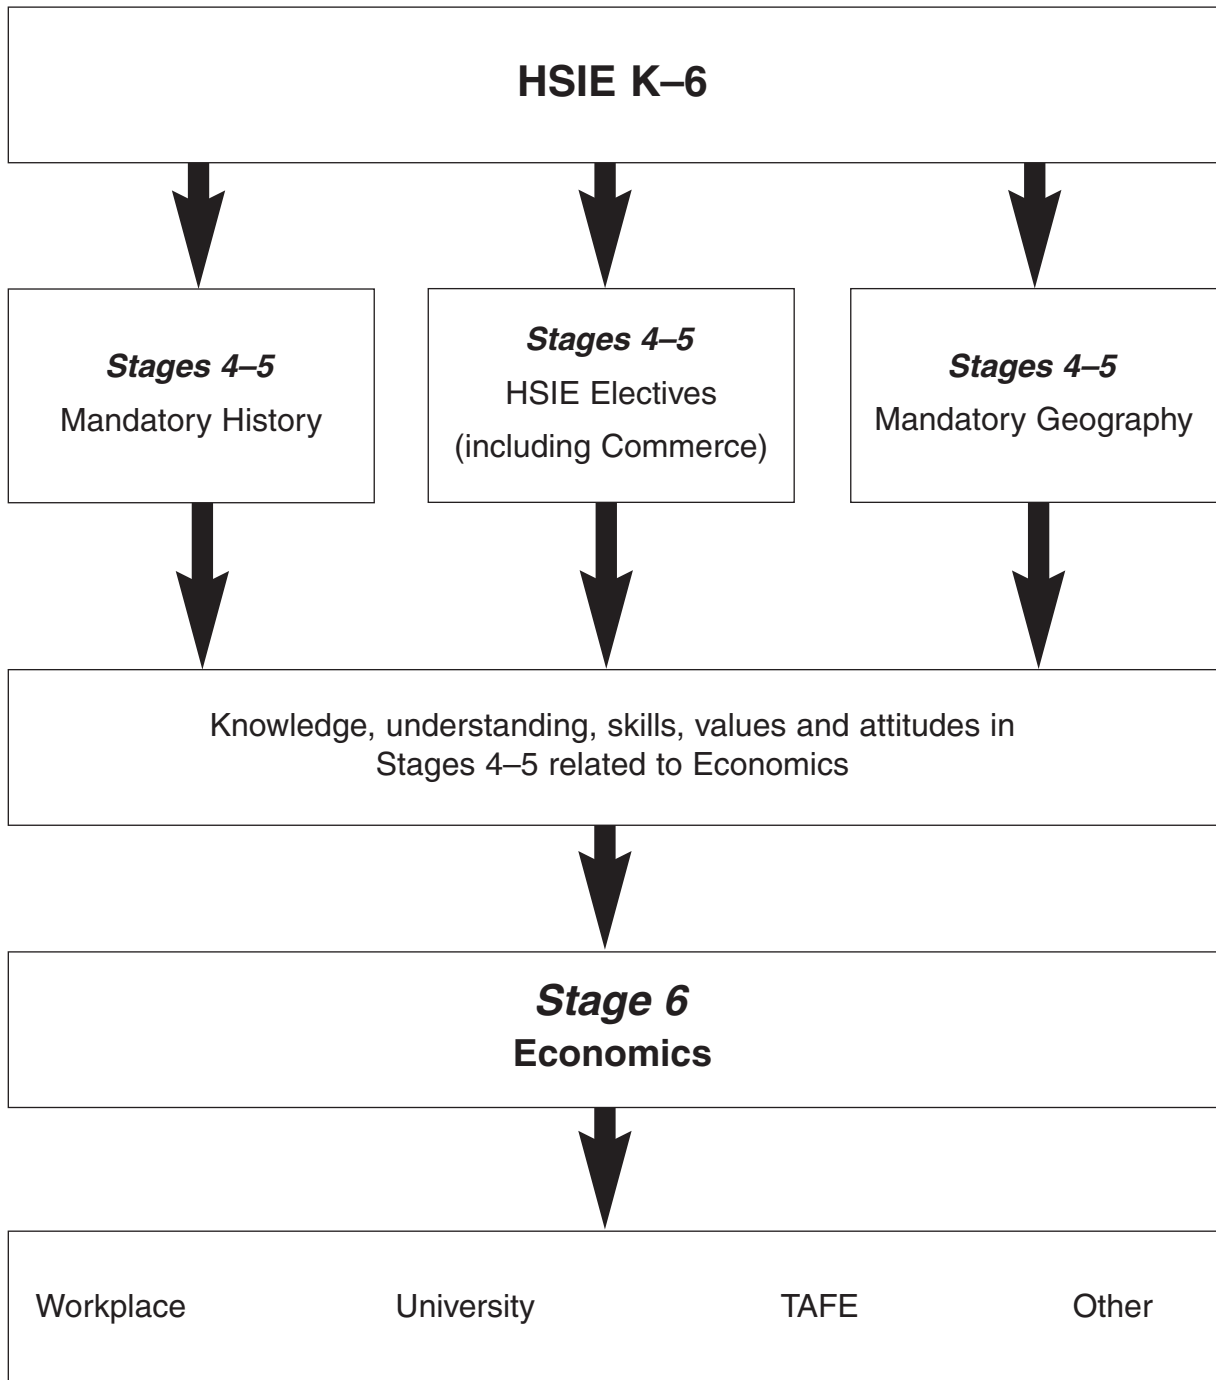 HSIE K–6
Stages 4–5
Mandatory History
Stages 4–5
HSIE Electives
(including Commerce)
Stages 4–5
Mandatory Geography
Knowledge, understanding, skills, values and attitudes in
Stages 4–5 related to Economics
Stage 6
Economics
Workplace
University
TAFE
Other